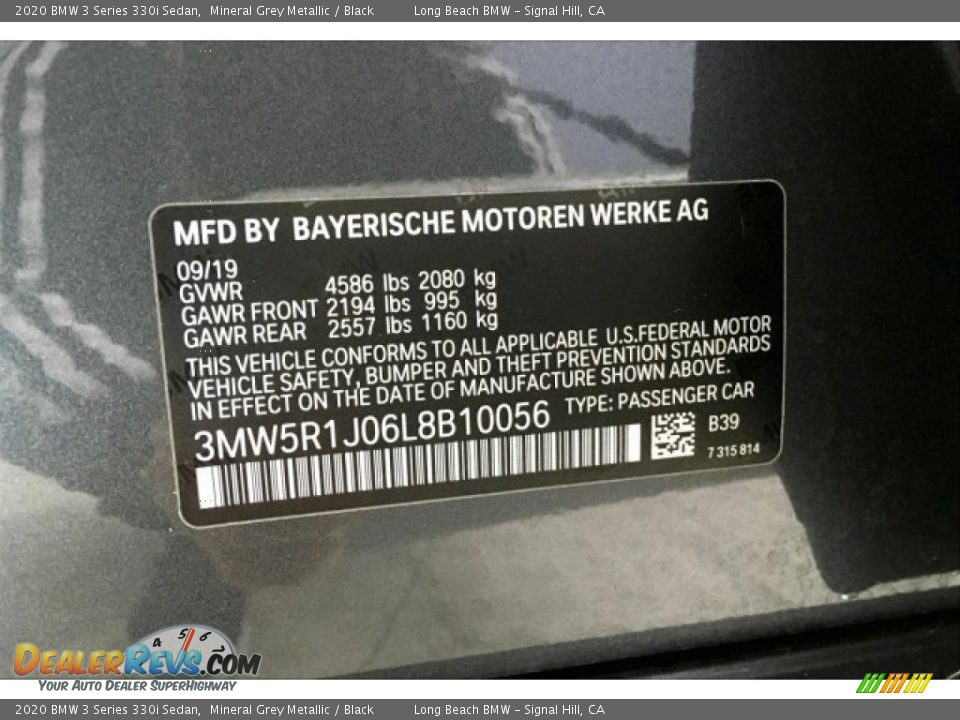 2020 BMW 3 Series 330i Sedan, Mineral Grey Metallic / Black Long Beach BMW - Signal Hill, CA
MFD BY BAYERISCHE MOTOREN WERKE AG
09/19
GVWR 4586 lbs 2080 kg
GAWR FRONT 2194 lbs 995 kg
GAWR REAR 2557 lbs 1160 kg
THIS VEHICLE CONFORMS TO ALL APPLICABLE U.S.FEDERAL MOTOR
VEHICLE SAFETY, BUMPER AND THEFT PREVENTION STANDARDS
IN EFFECT ON THE DATE OF MANUFACTURE SHOWN ABOVE.
3MW5R1J06L8B10056 TYPE: PASSENGER CAR
B39
7 315 814
4 5 6
DEALERREVS.COM
YOUR AUTO DEALER SUPERHIGHWAY
2020 BMW 3 Series 330i Sedan, Mineral Grey Metallic / Black Long Beach BMW - Signal Hill, CA